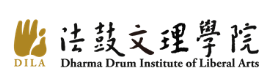 法鼓文理學院
DILA
Dharma Drum Institute of Liberal Arts